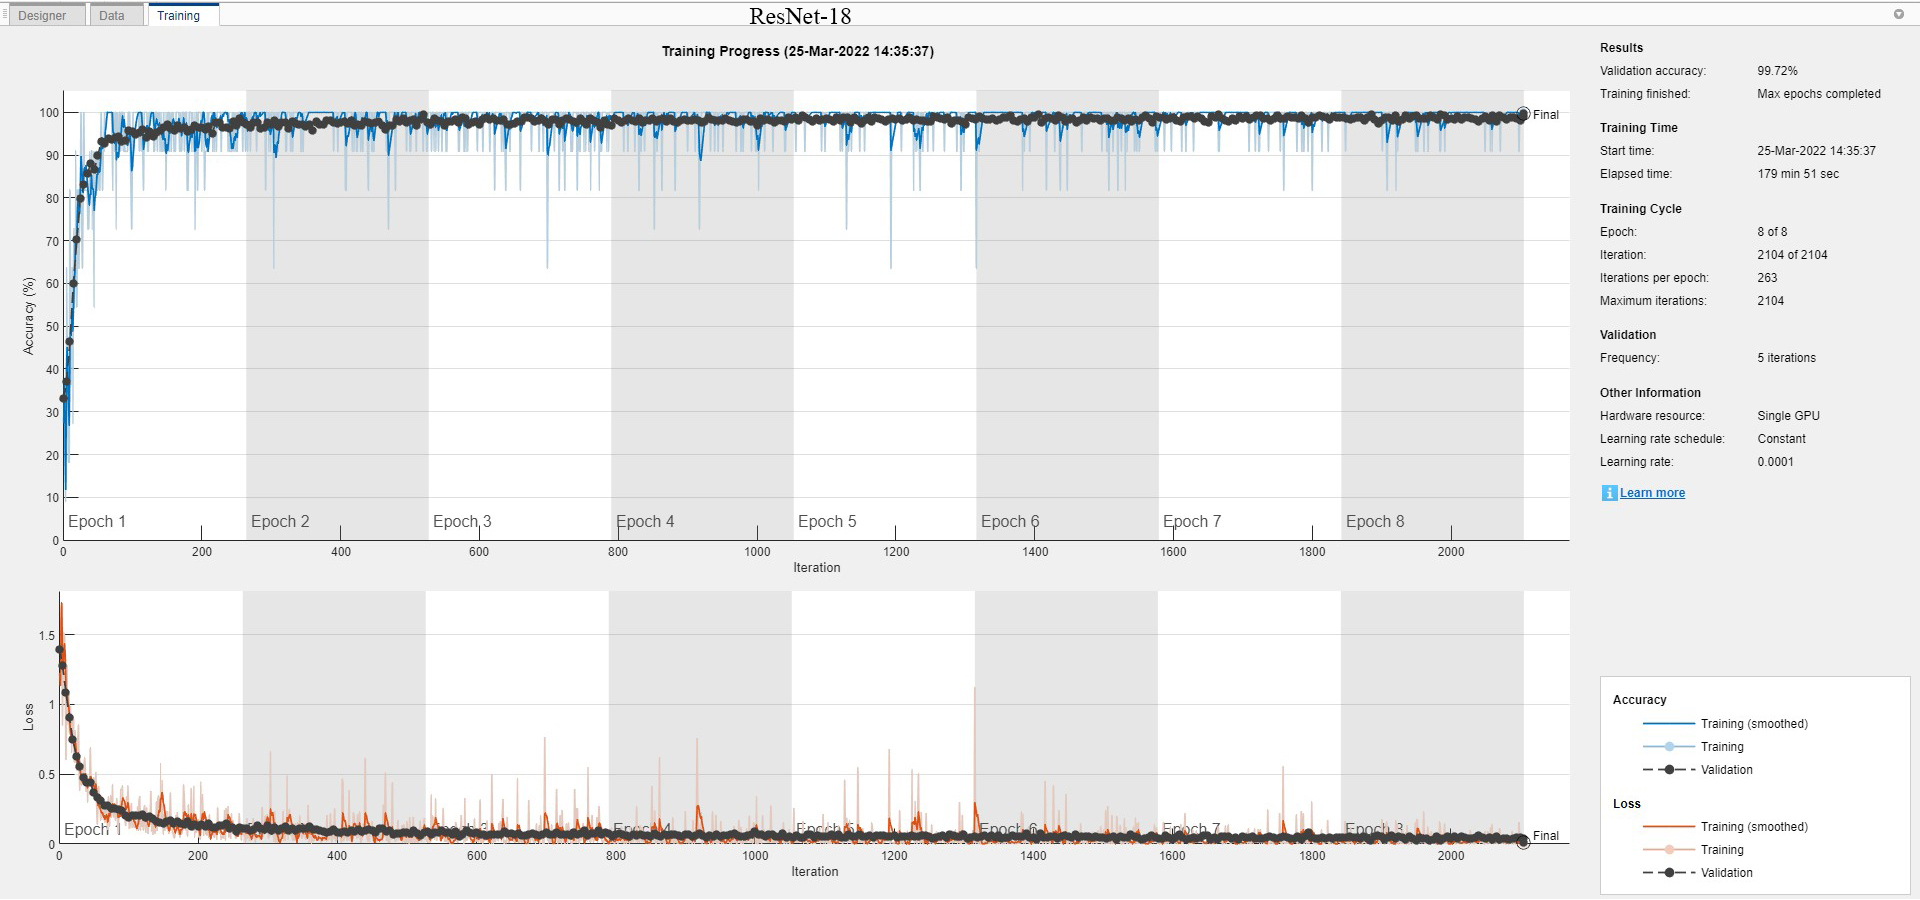 Designer
Data
Training
ResNet-18
Training Progress (25-Mar-2022 14:35:37)
100
90
80
70
60
50
40
30
20
10
0
Accuracy (%)
Final
Epoch 1
Epoch 2
Epoch 3
Epoch 4
Epoch 5
Epoch 6
Epoch 7
Epoch 8
0
200
400
600
800
1000
1200
1400
1600
1800
2000
Iteration
1.5
1
0.5
0
Loss
Final
Epoch 1
Epoch 4
Epoch 6
Epoch 7
0
200
400
600
800
1000
1200
1400
1600
1800
2000
Iteration
Results
Validation accuracy: 99.72%
Training finished: Max epochs completed
Training Time
Start time: 25-Mar-2022 14:35:37
Elapsed time: 179 min 51 sec
Training Cycle
Epoch: 8 of 8
Iteration: 2104 of 2104
Iterations per epoch: 263
Maximum iterations: 2104
Validation
Frequency: 5 iterations
Other Information
Hardware resource: Single GPU
Learning rate schedule: Constant
Learning rate: 0.0001
i Learn more
Accuracy
Training (smoothed)
Training
Validation
Loss
Training (smoothed)
Training
Validation